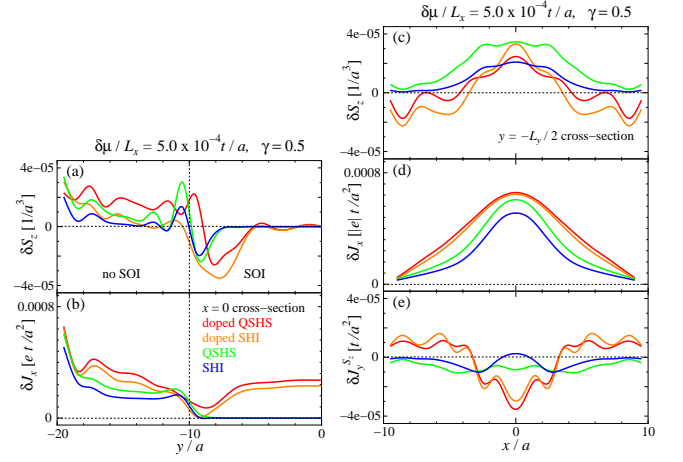 δμ / L_x = 5.0 x 10^{-4} t / a, γ = 0.5
(c)
4e-05
0
-4e-05
δS_z [1/a^3]
y = -L_y / 2 cross-section
δμ / L_x = 5.0 x 10^{-4} t / a, γ = 0.5
(a)
4e-05
0
-4e-05
δS_z [1/a^3]
no SOI
SOI
(d)
0.0008
0
δJ_x [|e| t / a^2]
(b)
0.0008
0
δJ_x [e t / a^2]
x = 0 cross-section
doped QSHS
doped SHI
QSHS
SHI
-20
-10
0
y / a
(e)
4e-05
0
-4e-05
δJ_y^{S_z} [t / a^2]
-10
0
10
x / a